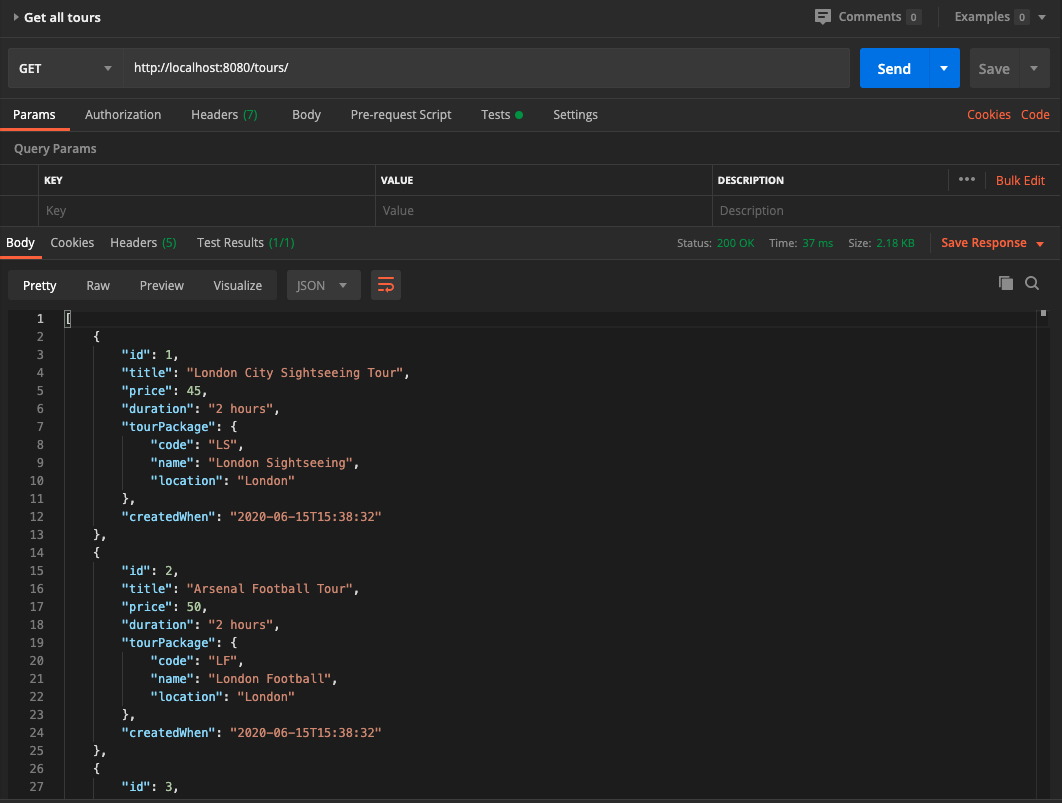 Get all tours Comments 0 Examples 0
GET http://localhost:8080/tours/ Send Save
Params Authorization Headers (7) Body Pre-request Script Tests Settings Cookies Code
Query Params
KEY VALUE DESCRIPTION ••• Bulk Edit
Key Value Description
Body Cookies Headers (5) Test Results (1/1) Status: 200 OK Time: 37 ms Size: 2.18 KB Save Response
Pretty Raw Preview Visualize JSON
1 [
2 {
3 "id": 1,
4 "title": "London City Sightseeing Tour",
5 "price": 45,
6 "duration": "2 hours",
7 "tourPackage": {
8 "code": "LS",
9 "name": "London Sightseeing",
10 "location": "London"
11 },
12 "createdWhen": "2020-06-15T15:38:32"
13 },
14 {
15 "id": 2,
16 "title": "Arsenal Football Tour",
17 "price": 50,
18 "duration": "2 hours",
19 "tourPackage": {
20 "code": "LF",
21 "name": "London Football",
22 "location": "London"
23 },
24 "createdWhen": "2020-06-15T15:38:32"
25 },
26 {
27 "id": 3,